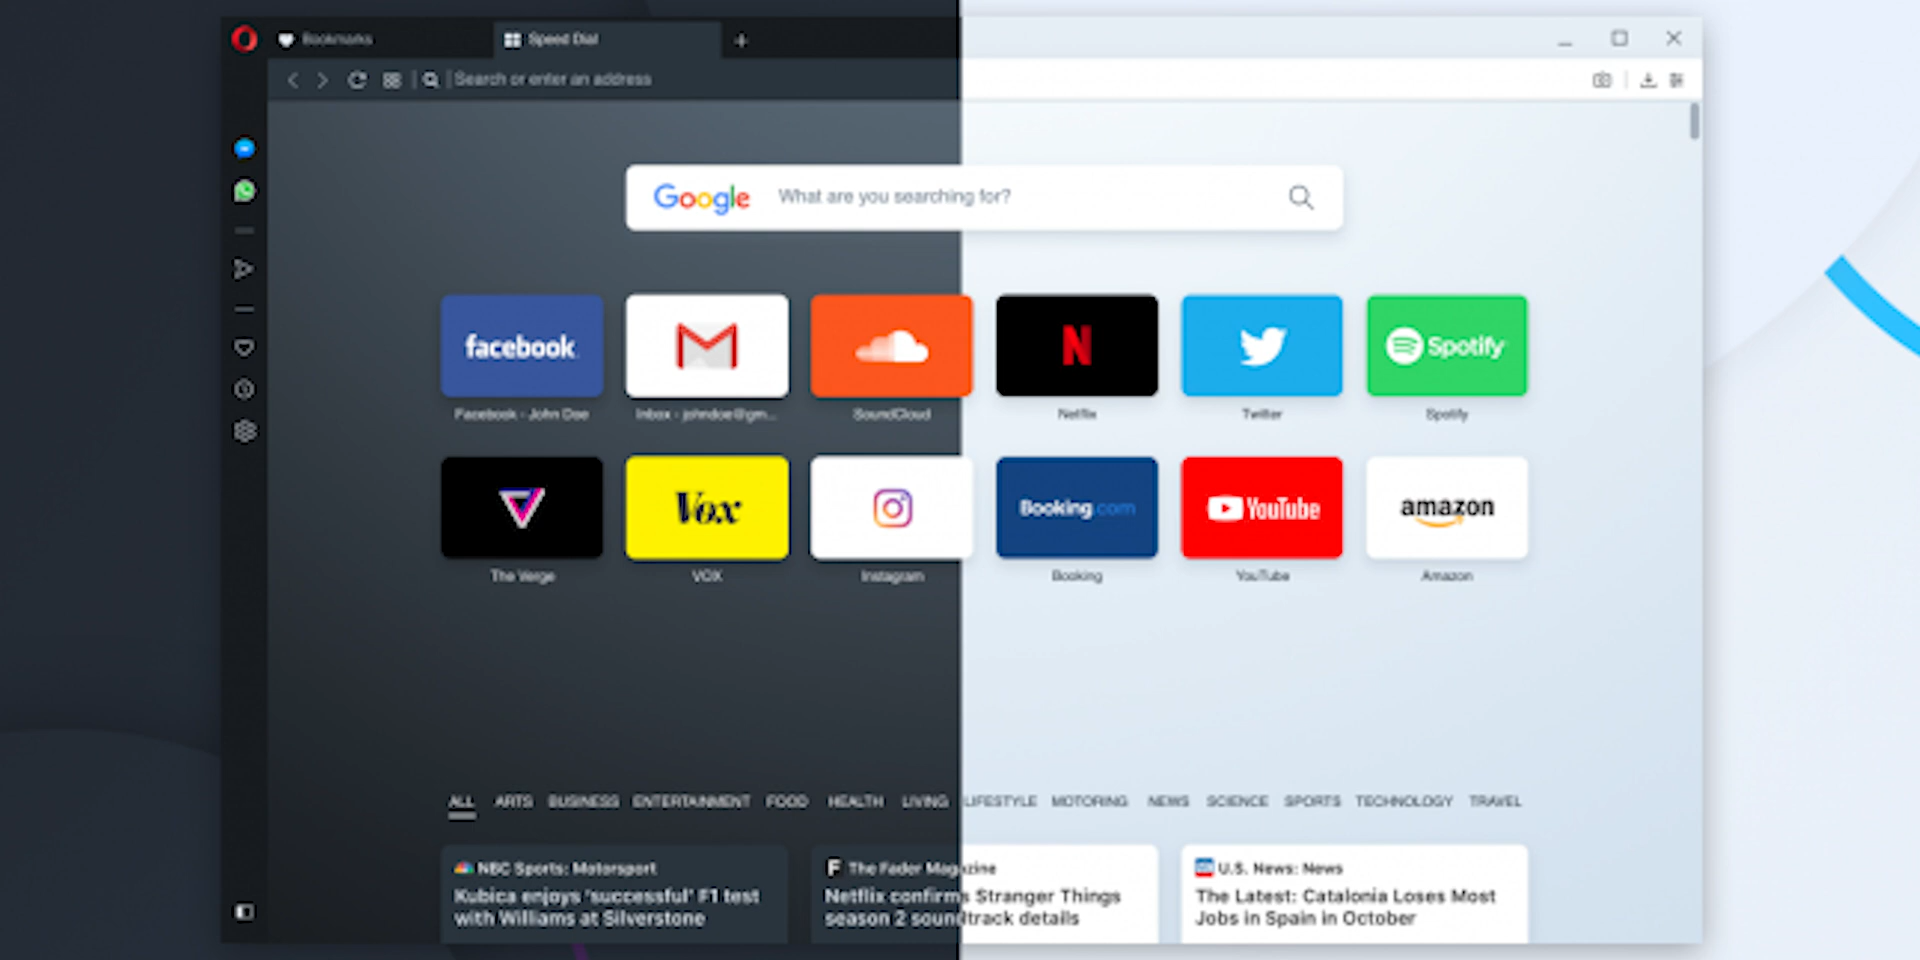 Bookmarks
Speed Dial
Search or enter an address
Google What are you searching for?
facebook
Spotify
Facebook - John Doe
Inbox - johndoe@gm...
SoundCloud
Netflix
Twitter
Spotify
Vox
Booking.com
YouTube
amazon
The Verge
VOX
Instagram
Booking
YouTube
Amazon
ALL ARTS BUSINESS ENTERTAINMENT FOOD HEALTH LIVING LIFESTYLE MOTORING NEWS SCIENCE SPORTS TECHNOLOGY TRAVEL
NBC Sports: Motorsport
Kubica enjoys 'successful' F1 test
with Williams at Silverstone
F The Fader Magazine
Netflix confirms Stranger Things
season 2 soundtrack details
U.S. News: News
The Latest: Catalonia Loses Most
Jobs in Spain in October